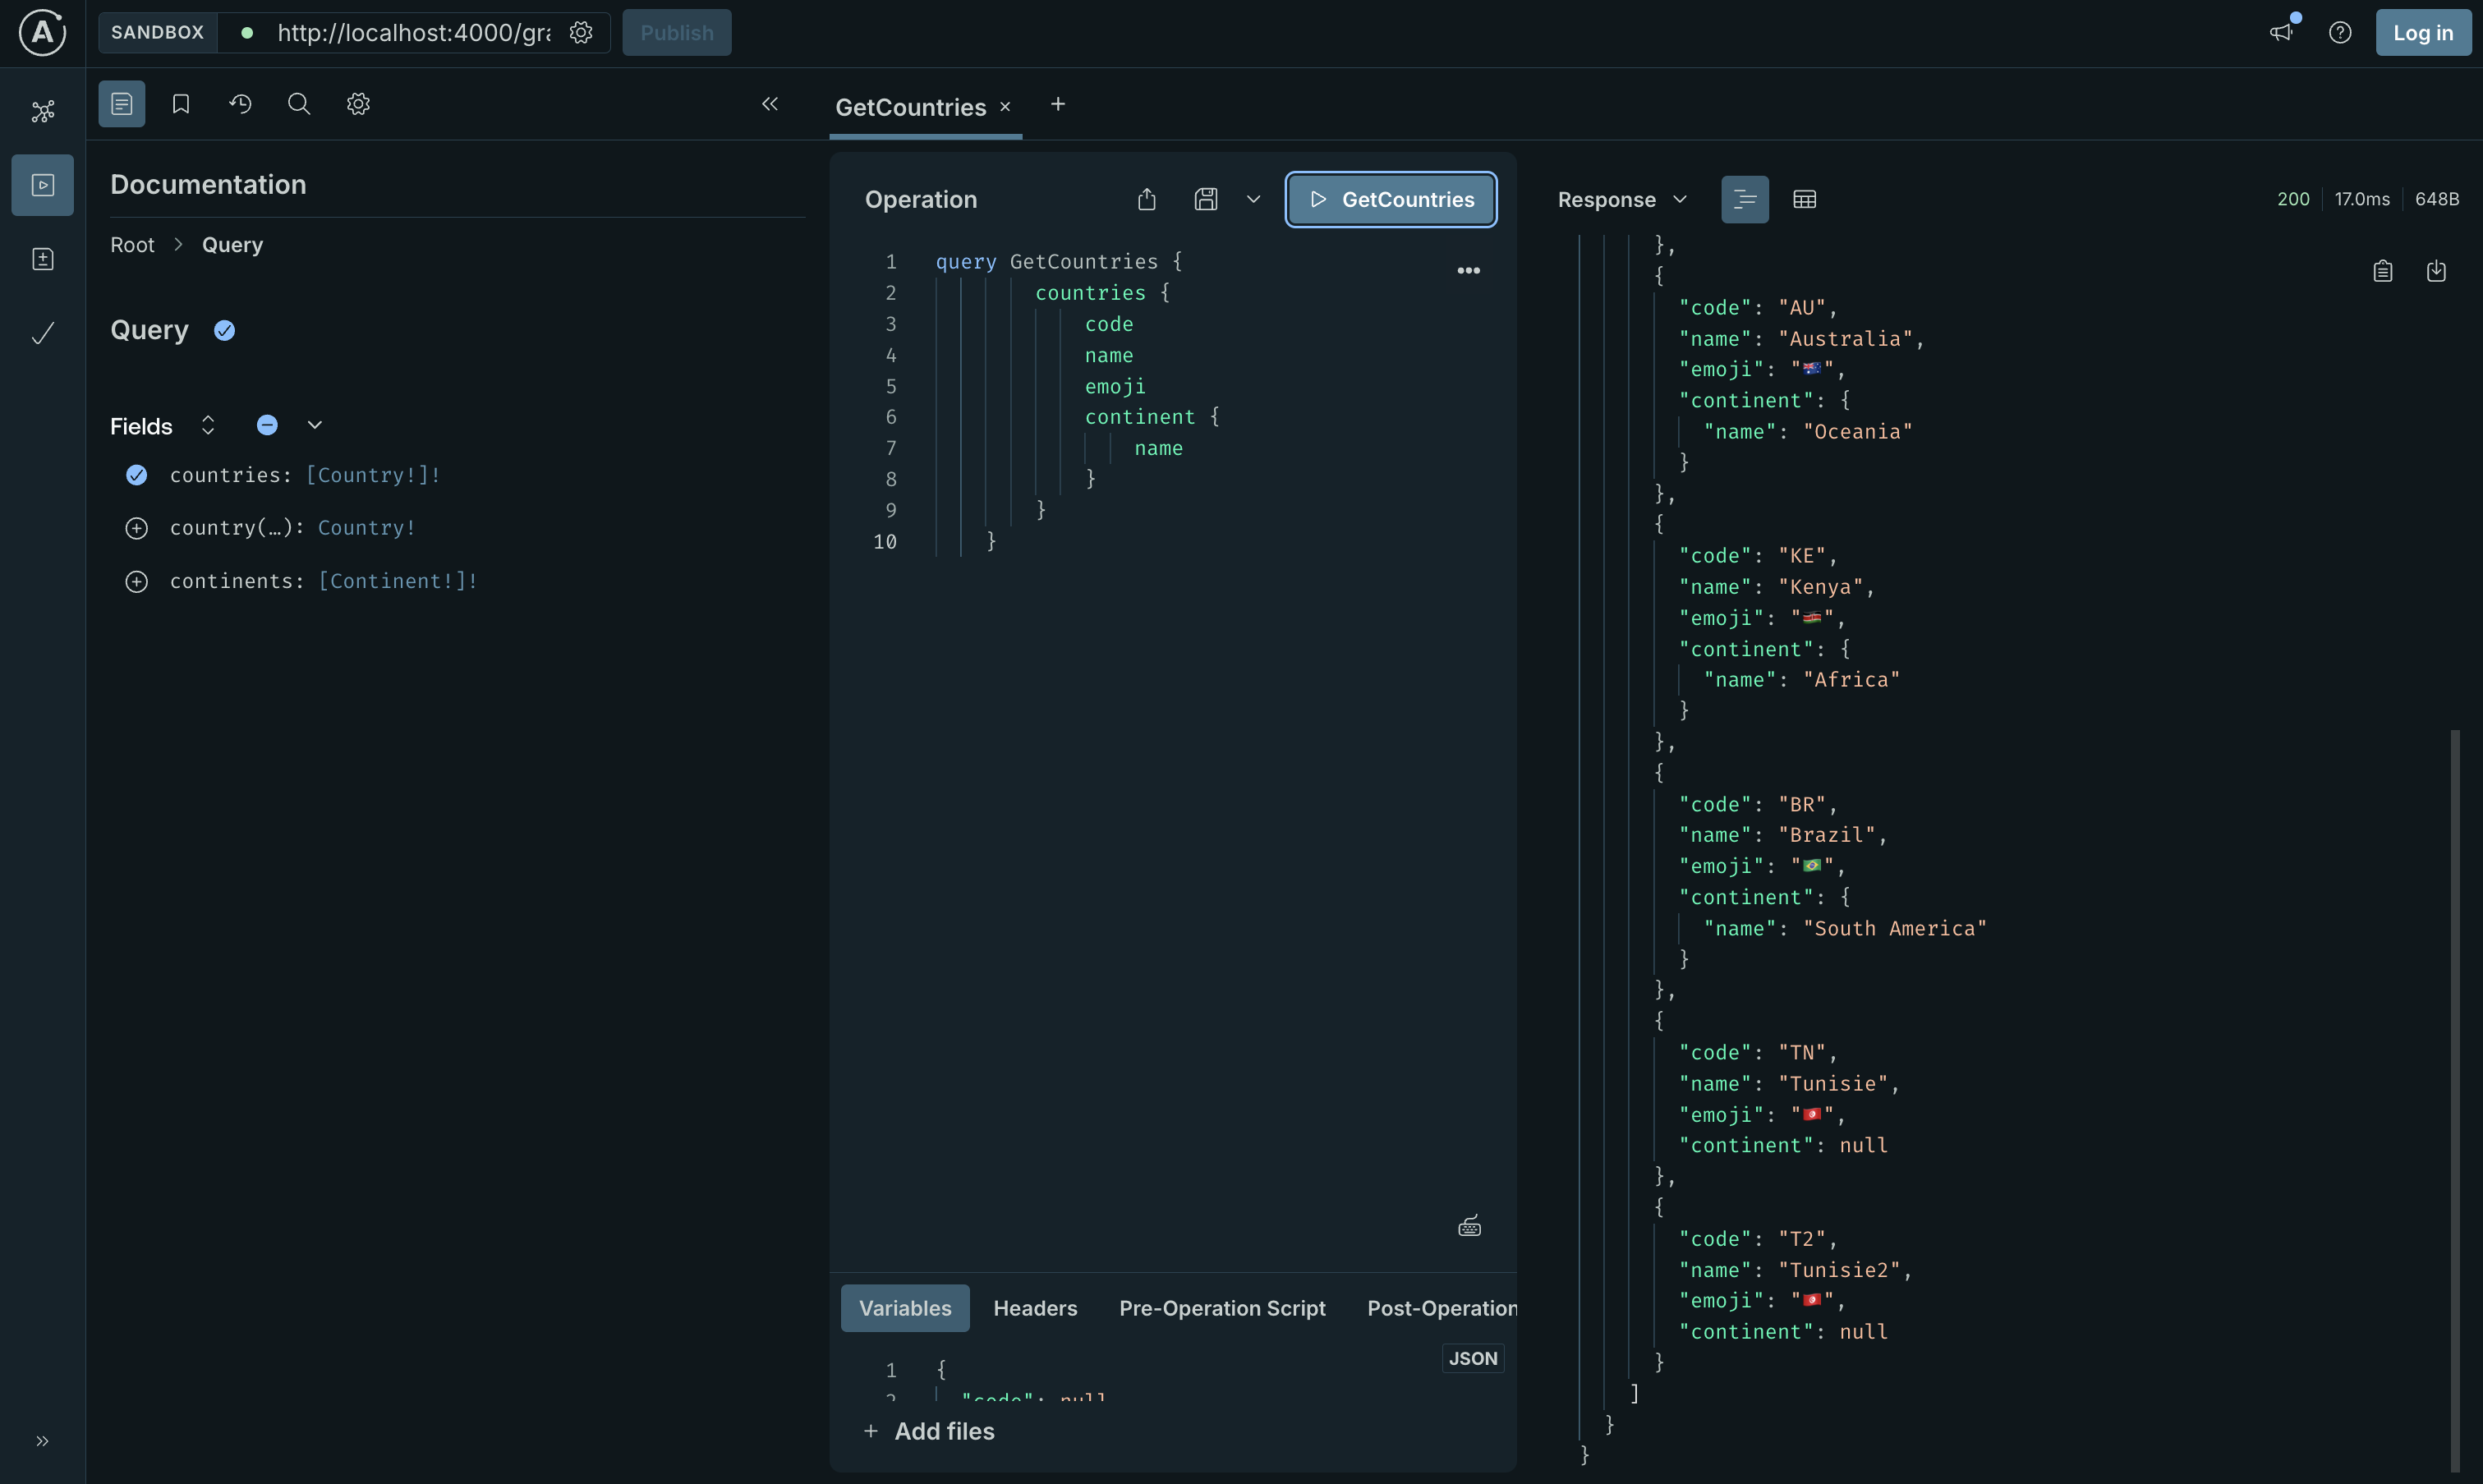 SANDBOX
http://localhost:4000/gra
Publish
Log in
GetCountries
Documentation
Root > Query
Query
Fields
countries: [Country!]!
country(…): Country!
continents: [Continent!]!
Operation
GetCountries
1 query GetCountries {
2 countries {
3 code
4 name
5 emoji
6 continent {
7 name
8 }
9 }
10 }
Variables
Headers
Pre-Operation Script
Post-Operation
JSON
1 {
2 "code": null
+ Add files
Response
200
17.0ms
648B
},
{
"code": "AU",
"name": "Australia",
"emoji": "🇦🇺",
"continent": {
"name": "Oceania"
}
},
{
"code": "KE",
"name": "Kenya",
"emoji": "🇰🇪",
"continent": {
"name": "Africa"
}
},
{
"code": "BR",
"name": "Brazil",
"emoji": "🇧🇷",
"continent": {
"name": "South America"
}
},
{
"code": "TN",
"name": "Tunisie",
"emoji": "🇹🇳",
"continent": null
},
{
"code": "T2",
"name": "Tunisie2",
"emoji": "🇹🇳",
"continent": null
}
]
}
}